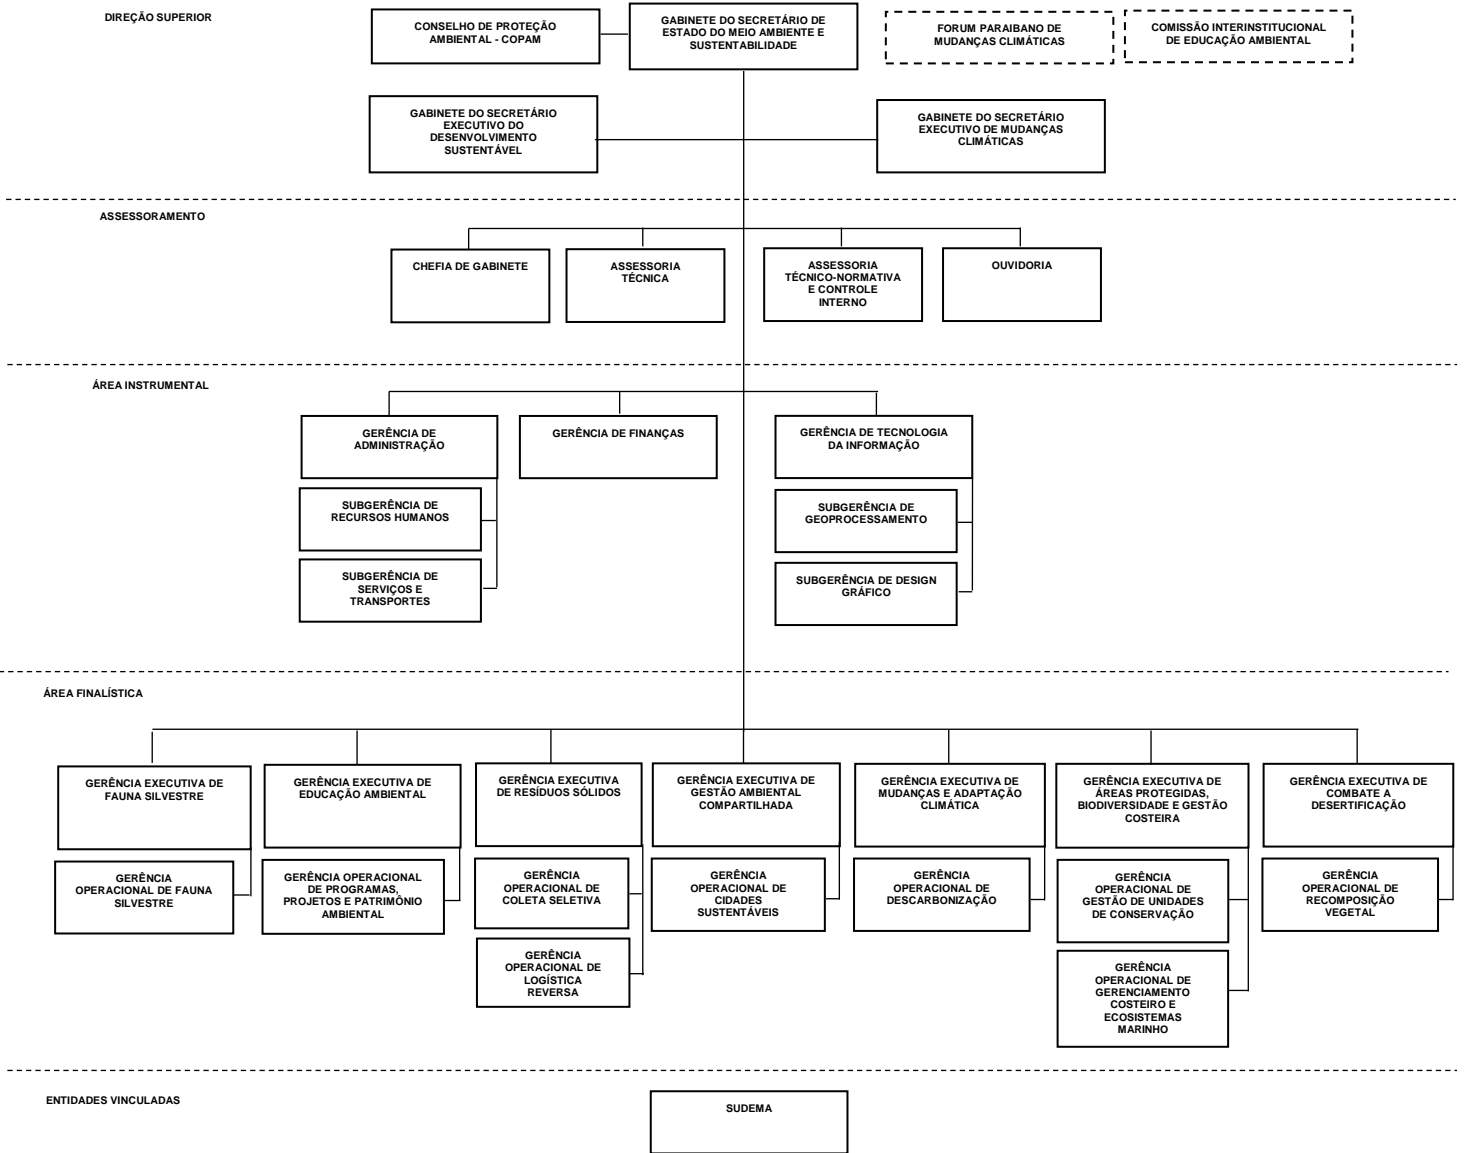 DIREÇÃO SUPERIOR
CONSELHO DE PROTEÇÃO
AMBIENTAL - COPAM
GABINETE DO SECRETÁRIO DE
ESTADO DO MEIO AMBIENTE E
SUSTENTABILIDADE
FORUM PARAIBANO DE
MUDANÇAS CLIMÁTICAS
COMISSÃO INTERINSTITUCIONAL
DE EDUCAÇÃO AMBIENTAL
GABINETE DO SECRETÁRIO
EXECUTIVO DO
DESENVOLVIMENTO
SUSTENTÁVEL
GABINETE DO SECRETÁRIO
EXECUTIVO DE MUDANÇAS
CLIMÁTICAS
ASSESSORAMENTO
CHEFIA DE GABINETE
ASSESSORIA
TÉCNICA
ASSESSORIA
TÉCNICO-NORMATIVA
E CONTROLE
INTERNO
OUVIDORIA
ÁREA INSTRUMENTAL
GERÊNCIA DE
ADMINISTRAÇÃO
GERÊNCIA DE FINANÇAS
GERÊNCIA DE TECNOLOGIA
DA INFORMAÇÃO
SUBGERÊNCIA DE
RECURSOS HUMANOS
SUBGERÊNCIA DE
GEOPROCESSAMENTO
SUBGERÊNCIA DE
SERVIÇOS E
TRANSPORTES
SUBGERÊNCIA DE DESIGN
GRÁFICO
ÁREA FINALÍSTICA
GERÊNCIA EXECUTIVA DE
FAUNA SILVESTRE
GERÊNCIA EXECUTIVA DE
EDUCAÇÃO AMBIENTAL
GERÊNCIA EXECUTIVA
DE RESÍDUOS SÓLIDOS
GERÊNCIA EXECUTIVA DE
GESTÃO AMBIENTAL
COMPARTILHADA
GERÊNCIA EXECUTIVA DE
MUDANÇAS E ADAPTAÇÃO
CLIMÁTICA
GERÊNCIA EXECUTIVA DE
ÁREAS PROTEGIDAS,
BIODIVERSIDADE E GESTÃO
COSTEIRA
GERÊNCIA EXECUTIVA DE
COMBATE A
DESERTIFICAÇÃO
GERÊNCIA
OPERACIONAL DE FAUNA
SILVESTRE
GERÊNCIA OPERACIONAL
DE PROGRAMAS,
PROJETOS E PATRIMÔNIO
AMBIENTAL
GERÊNCIA
OPERACIONAL DE
COLETA SELETIVA
GERÊNCIA
OPERACIONAL DE
CIDADES
SUSTENTÁVEIS
GERÊNCIA
OPERACIONAL DE
DESCARBONIZAÇÃO
GERÊNCIA
OPERACIONAL DE
GESTÃO DE UNIDADES
DE CONSERVAÇÃO
GERÊNCIA
OPERACIONAL DE
RECOMPOSIÇÃO
VEGETAL
GERÊNCIA
OPERACIONAL DE
LOGÍSTICA
REVERSA
GERÊNCIA
OPERACIONAL DE
GERENCIAMENTO
COSTEIRO E
ECOSISTEMAS
MARINHO
ENTIDADES VINCULADAS
SUDEMA